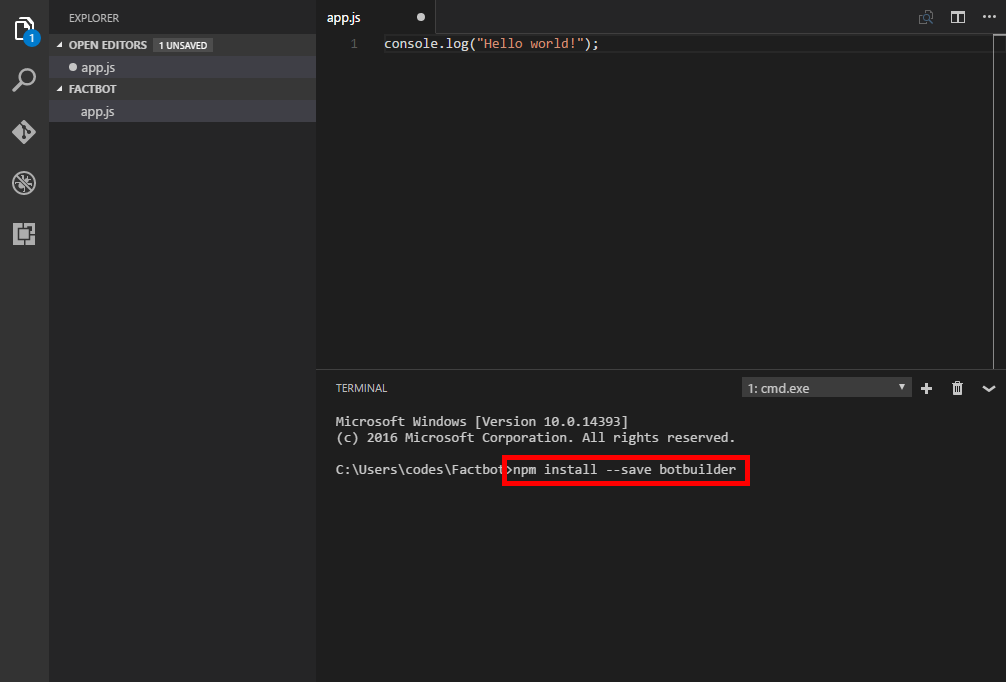 EXPLORER
OPEN EDITORS 1 UNSAVED
app.js
FACTBOT
app.js
1
app.js
1 console.log("Hello world!");
TERMINAL
1: cmd.exe
Microsoft Windows [Version 10.0.14393]
(c) 2016 Microsoft Corporation. All rights reserved.
C:\Users\codes\Factbot>npm install --save botbuilder